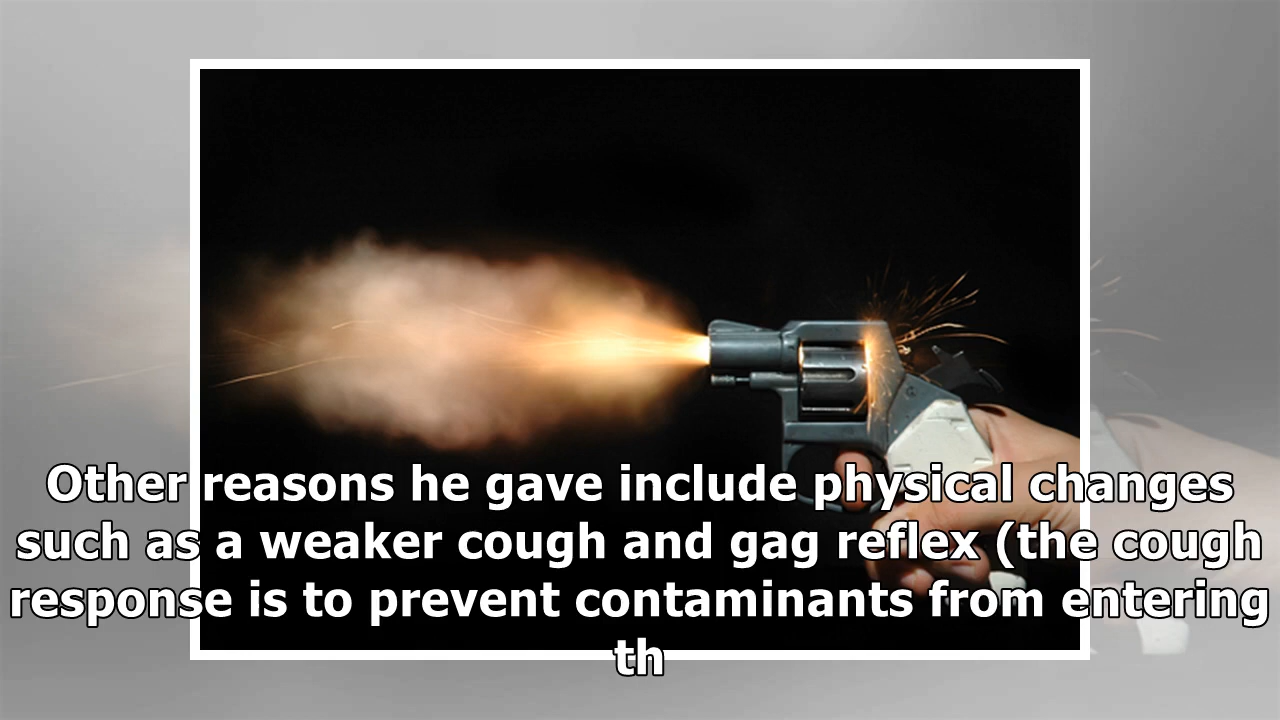 Other reasons he gave include physical changes
such as a weaker cough and gag reflex (the cough
response is to prevent contaminants from entering
th